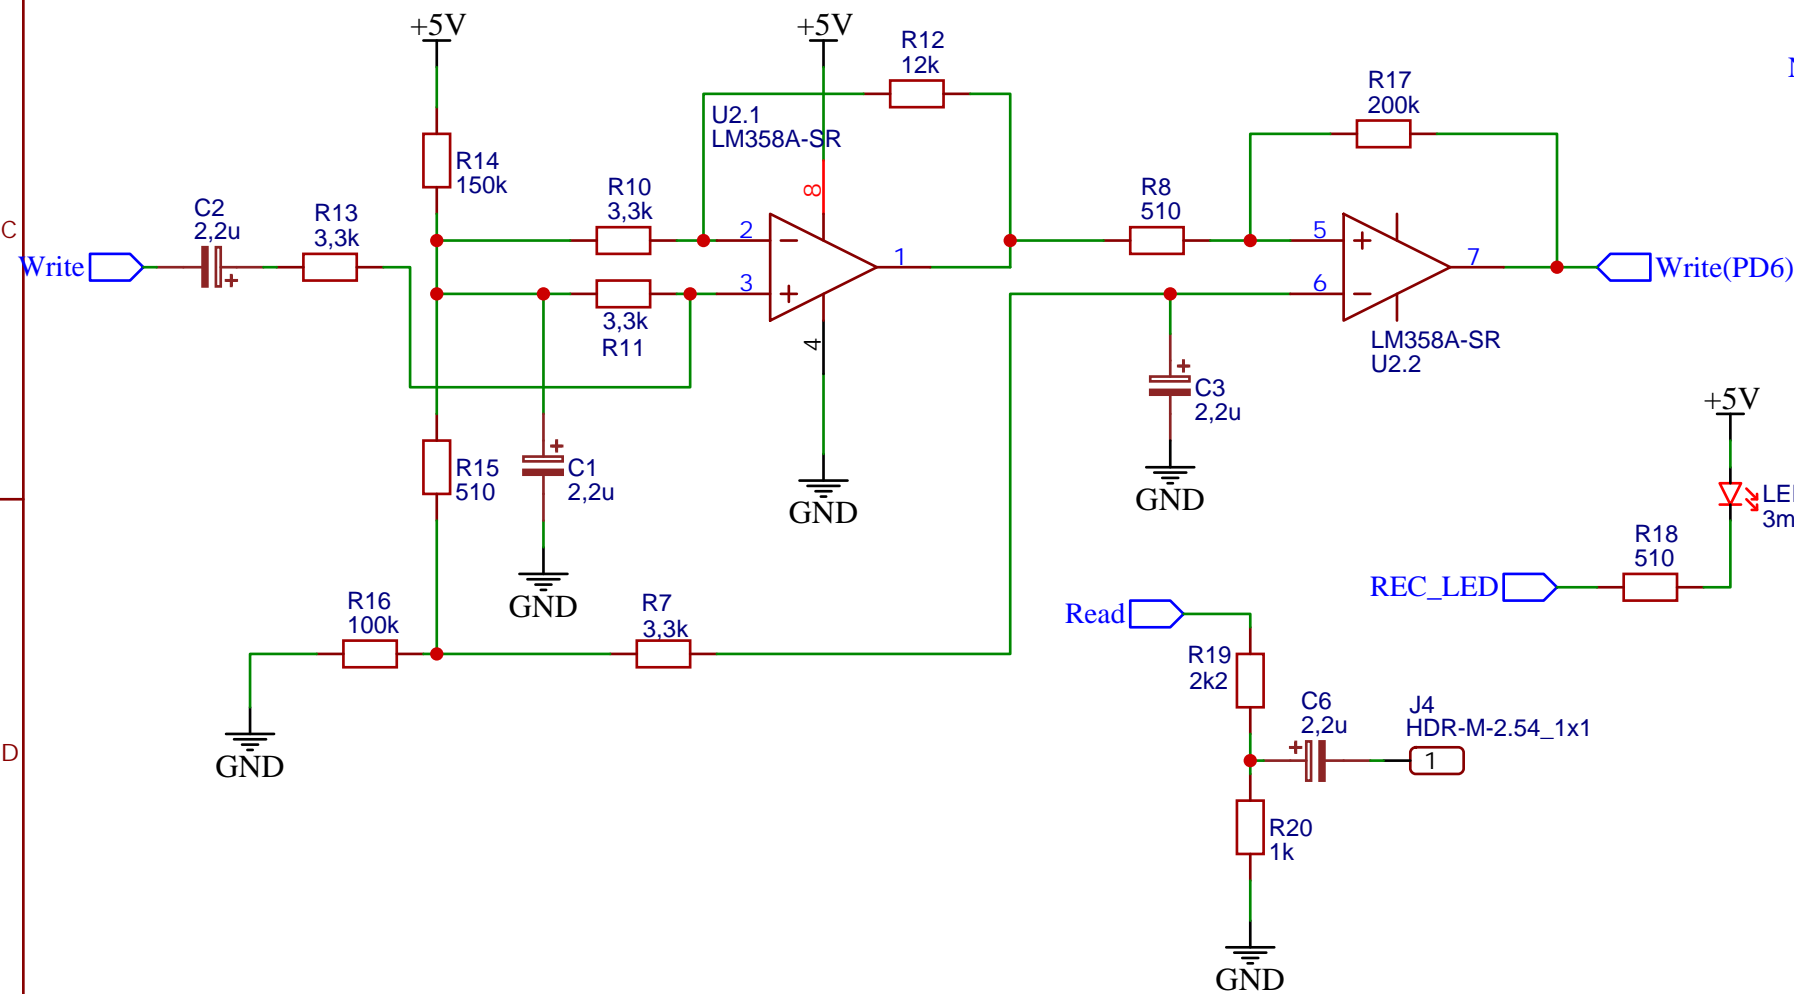 +5V
+5V
R12
12k
R17
200k
U2.1
LM358A-SR
R14
150k
8
R10
3,3k
R8
510
C
C2
2,2u
R13
3,3k
2
5
1
7
Write
Write(PD6)
3
6
3,3k
R11
4
LM358A-SR
U2.2
C3
2,2u
+5V
R15
510
C1
2,2u
GND
GND
LE
3m
R18
510
REC_LED
GND
R16
100k
R7
3,3k
Read
R19
2k2
C6
2,2u
J4
HDR-M-2.54_1x1
D
GND
1
R20
1k
GND